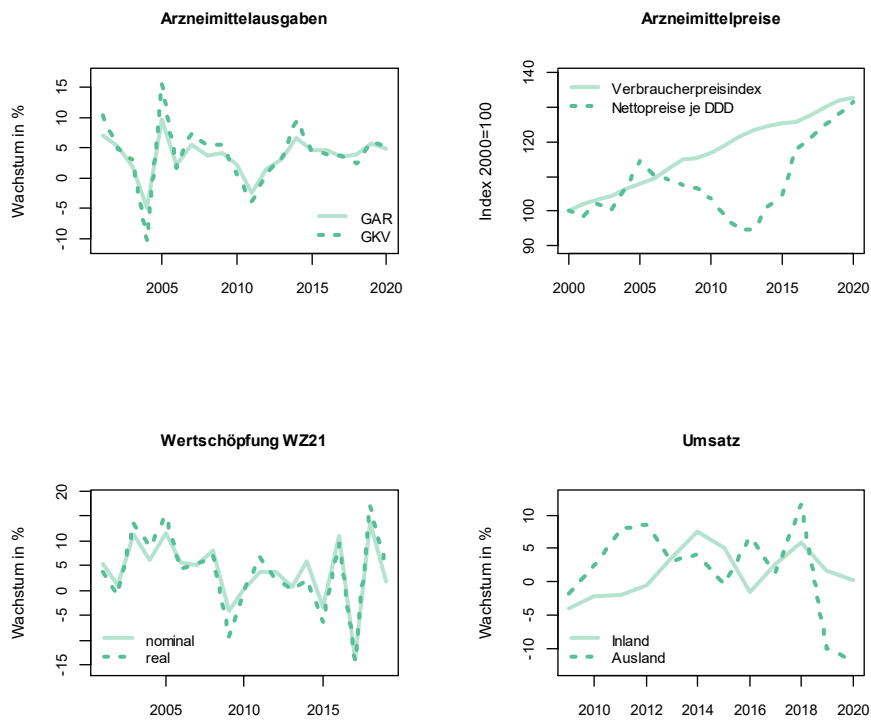 Arzneimittelausgaben
Wachstum in %
15
10
5
0
-5
-10
GAR
GKV
2005 2010 2015 2020
Arzneimittelpreise
Index 2000=100
140
120
100
90
Verbraucherpreisindex
Nettopreise je DDD
2000 2005 2010 2015 2020
Wertschöpfung WZ21
Wachstum in %
20
10
5
0
-5
-15
nominal
real
2005 2010 2015
Umsatz
Wachstum in %
10
5
0
-5
-10
Inland
Ausland
2010 2012 2014 2016 2018 2020